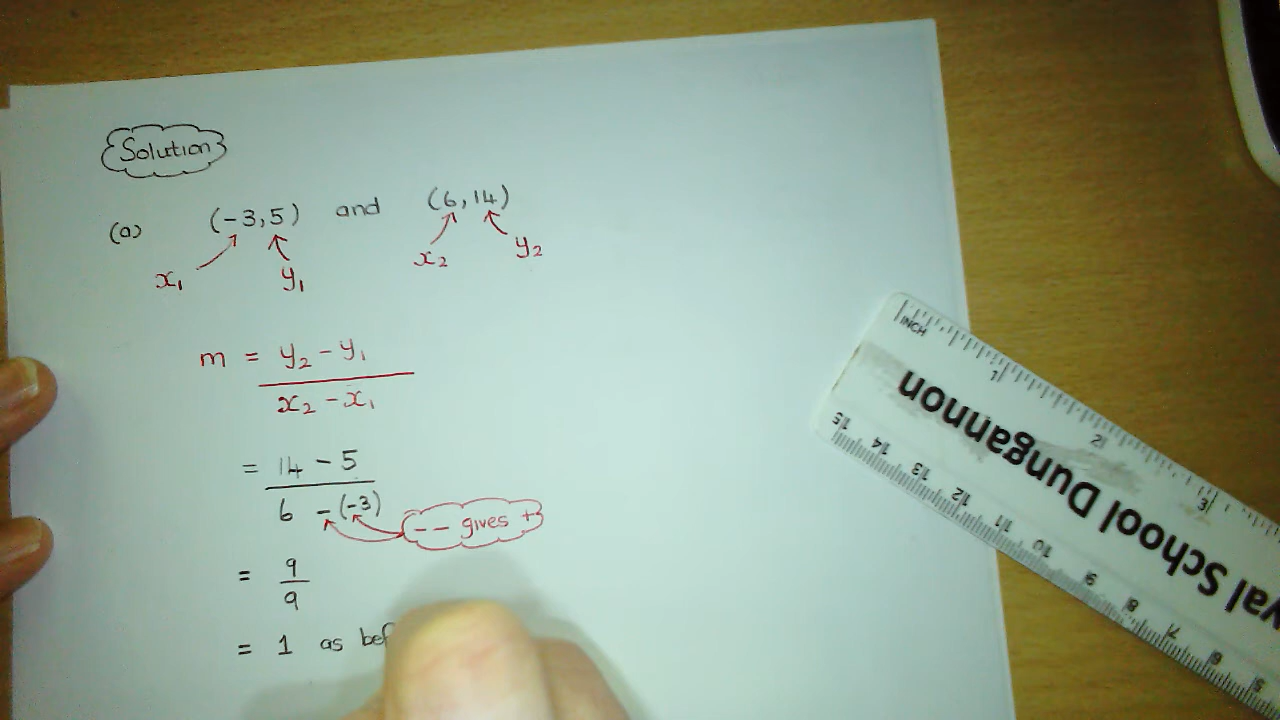 Solution
(a) (-3,5) and (6,14)
x₁ y₁ x₂ y₂
m = y₂ - y₁
x₂ - x₁
= 14 - 5
6 - (-3)
- - gives +
= 9
9
= 1 as
INCH 1 2 3
yal School Dungannon
15 14 13 12 11 10 9 8 7 6 5